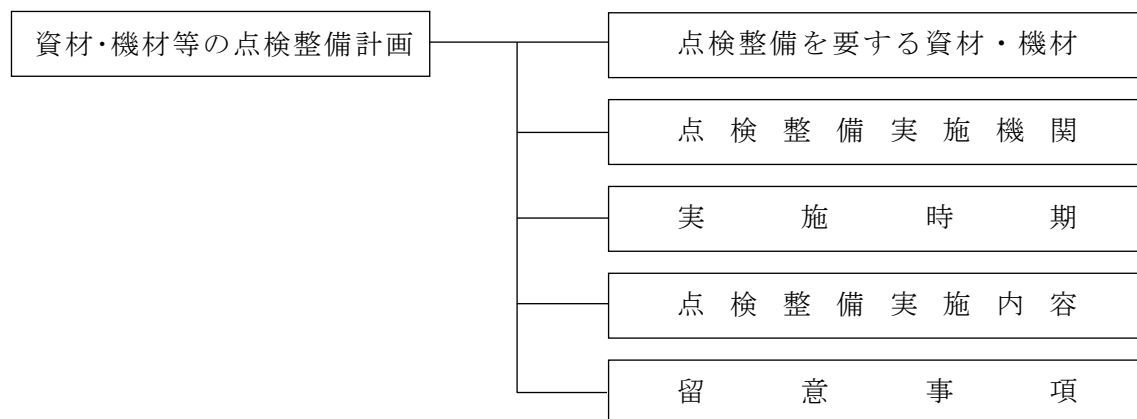 資材・機材等の点検整備計画
点検整備を要する資材・機材
点検整備実施機関
実施時期
点検整備実施内容
留意事項